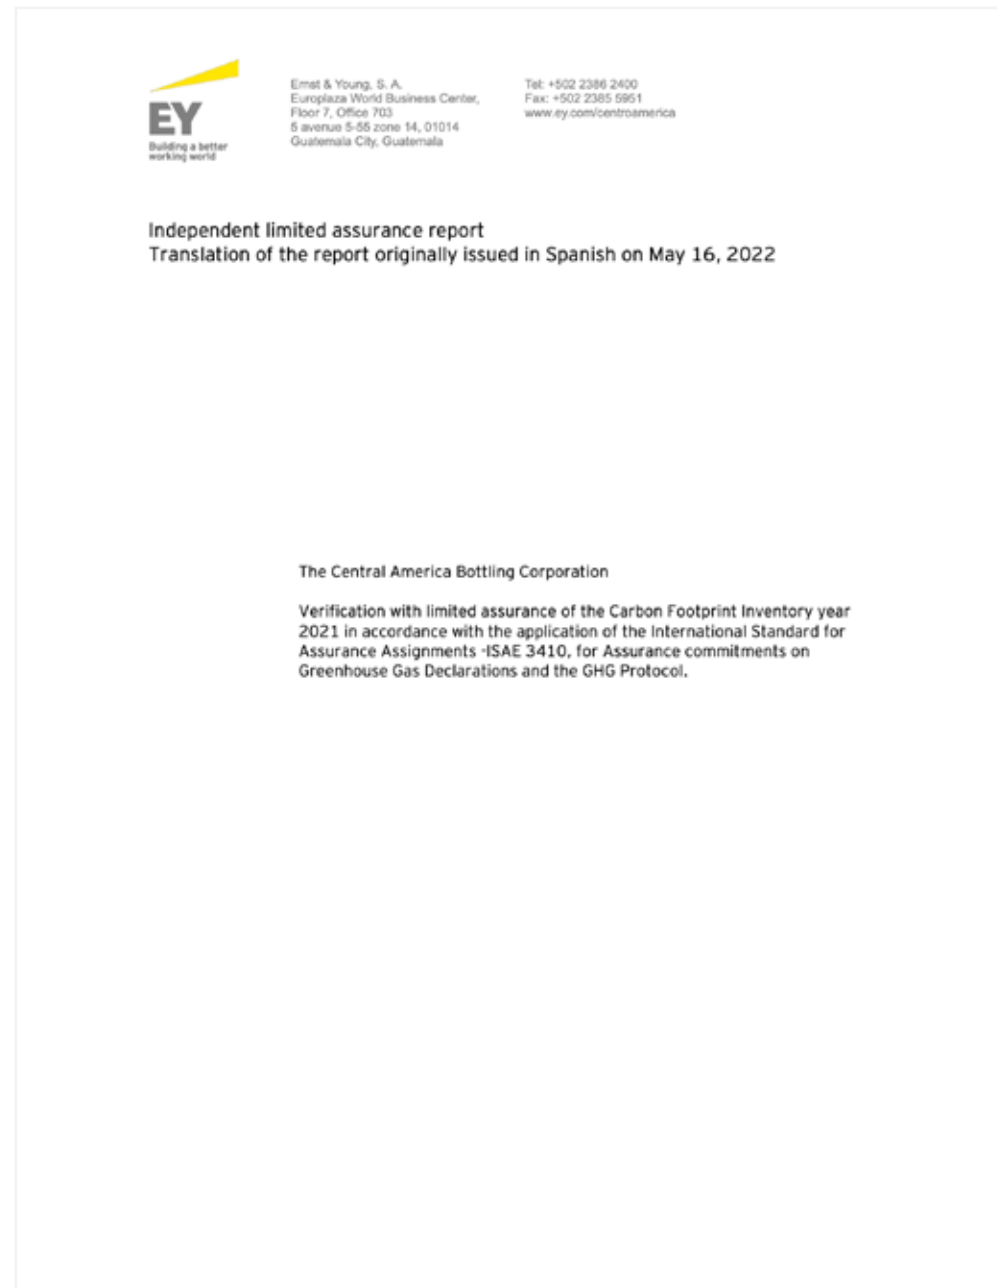 EY
Building a better
working world
Ernst & Young, S. A.
Europlaza World Business Center,
Floor 7, Office 703
5 avenue 5-55 zone 14, 01014
Guatemala City, Guatemala
Tel: +502 2386 2400
Fax: +502 2385 5951
www.ey.com/centroamerica
Independent limited assurance report
Translation of the report originally issued in Spanish on May 16, 2022
The Central America Bottling Corporation
Verification with limited assurance of the Carbon Footprint Inventory year
2021 in accordance with the application of the International Standard for
Assurance Assignments -ISAE 3410, for Assurance commitments on
Greenhouse Gas Declarations and the GHG Protocol.